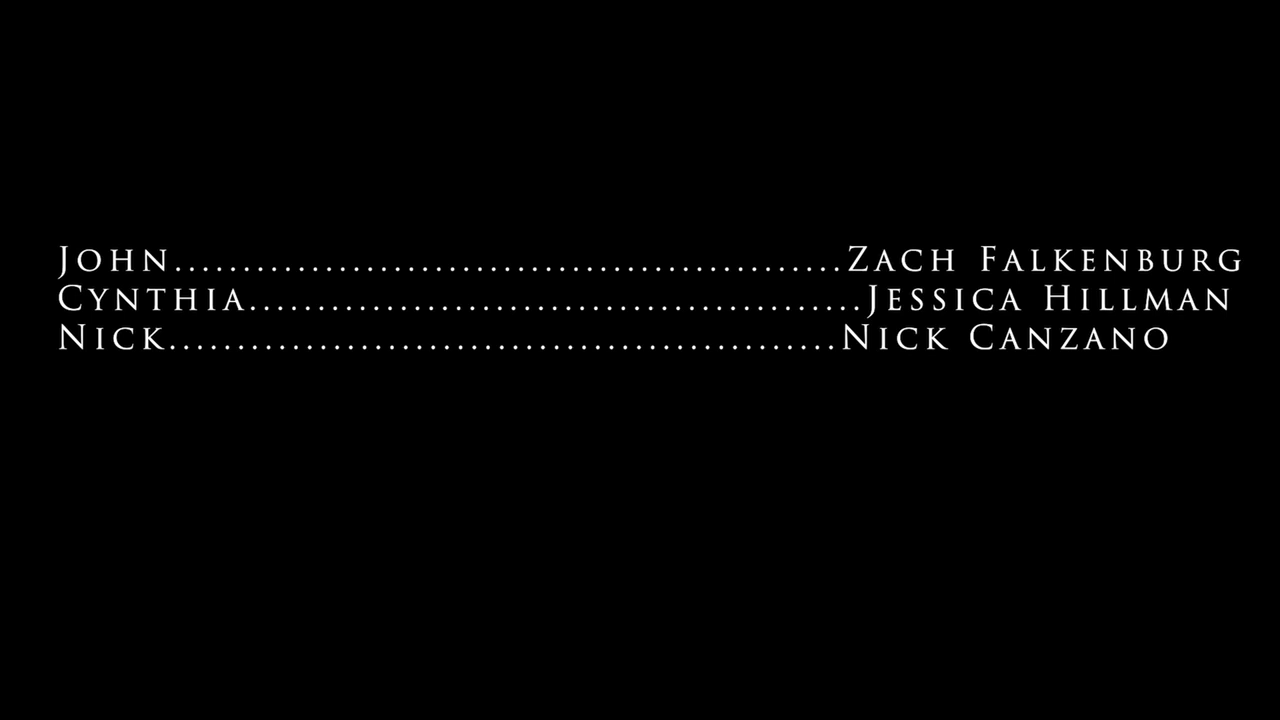 John.................................................Zach Falkenburg
Cynthia.............................................Jessica Hillman
Nick.................................................Nick Canzano